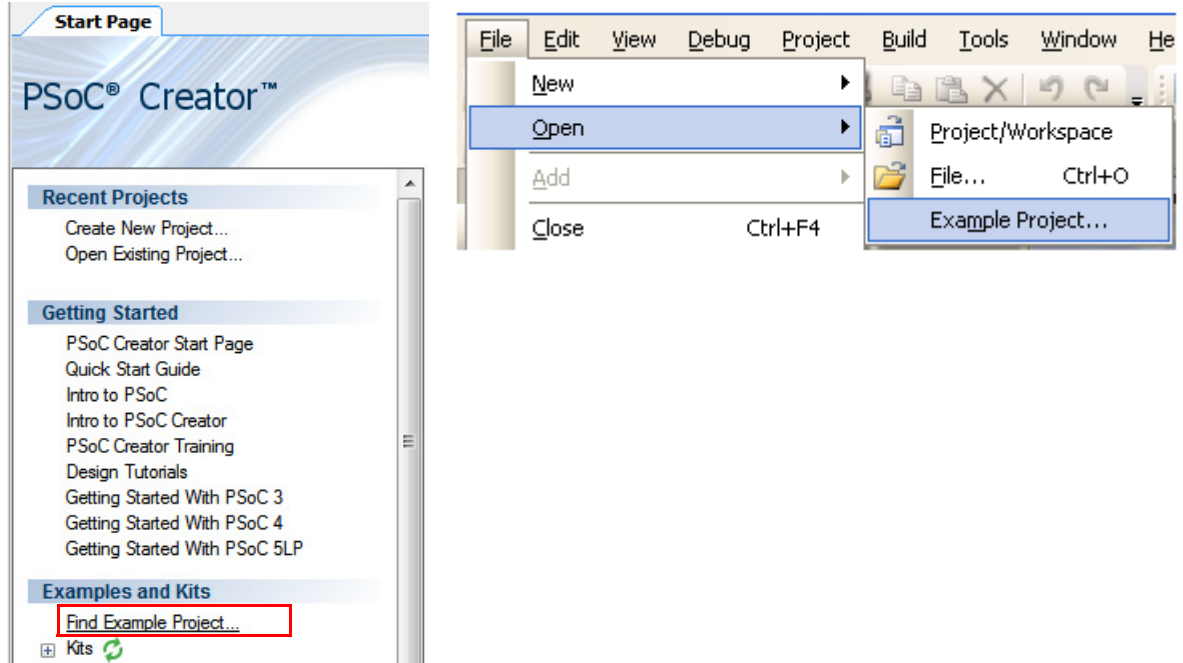 Start Page
PSoC® Creator™
Recent Projects
Create New Project...
Open Existing Project...
Getting Started
PSoC Creator Start Page
Quick Start Guide
Intro to PSoC
Intro to PSoC Creator
PSoC Creator Training
Design Tutorials
Getting Started With PSoC 3
Getting Started With PSoC 4
Getting Started With PSoC 5LP
Examples and Kits
Find Example Project...
Kits
File Edit View Debug Project Build Tools Window He
New
Open
Add
Close Ctrl+F4
Project/Workspace
File... Ctrl+O
Example Project...